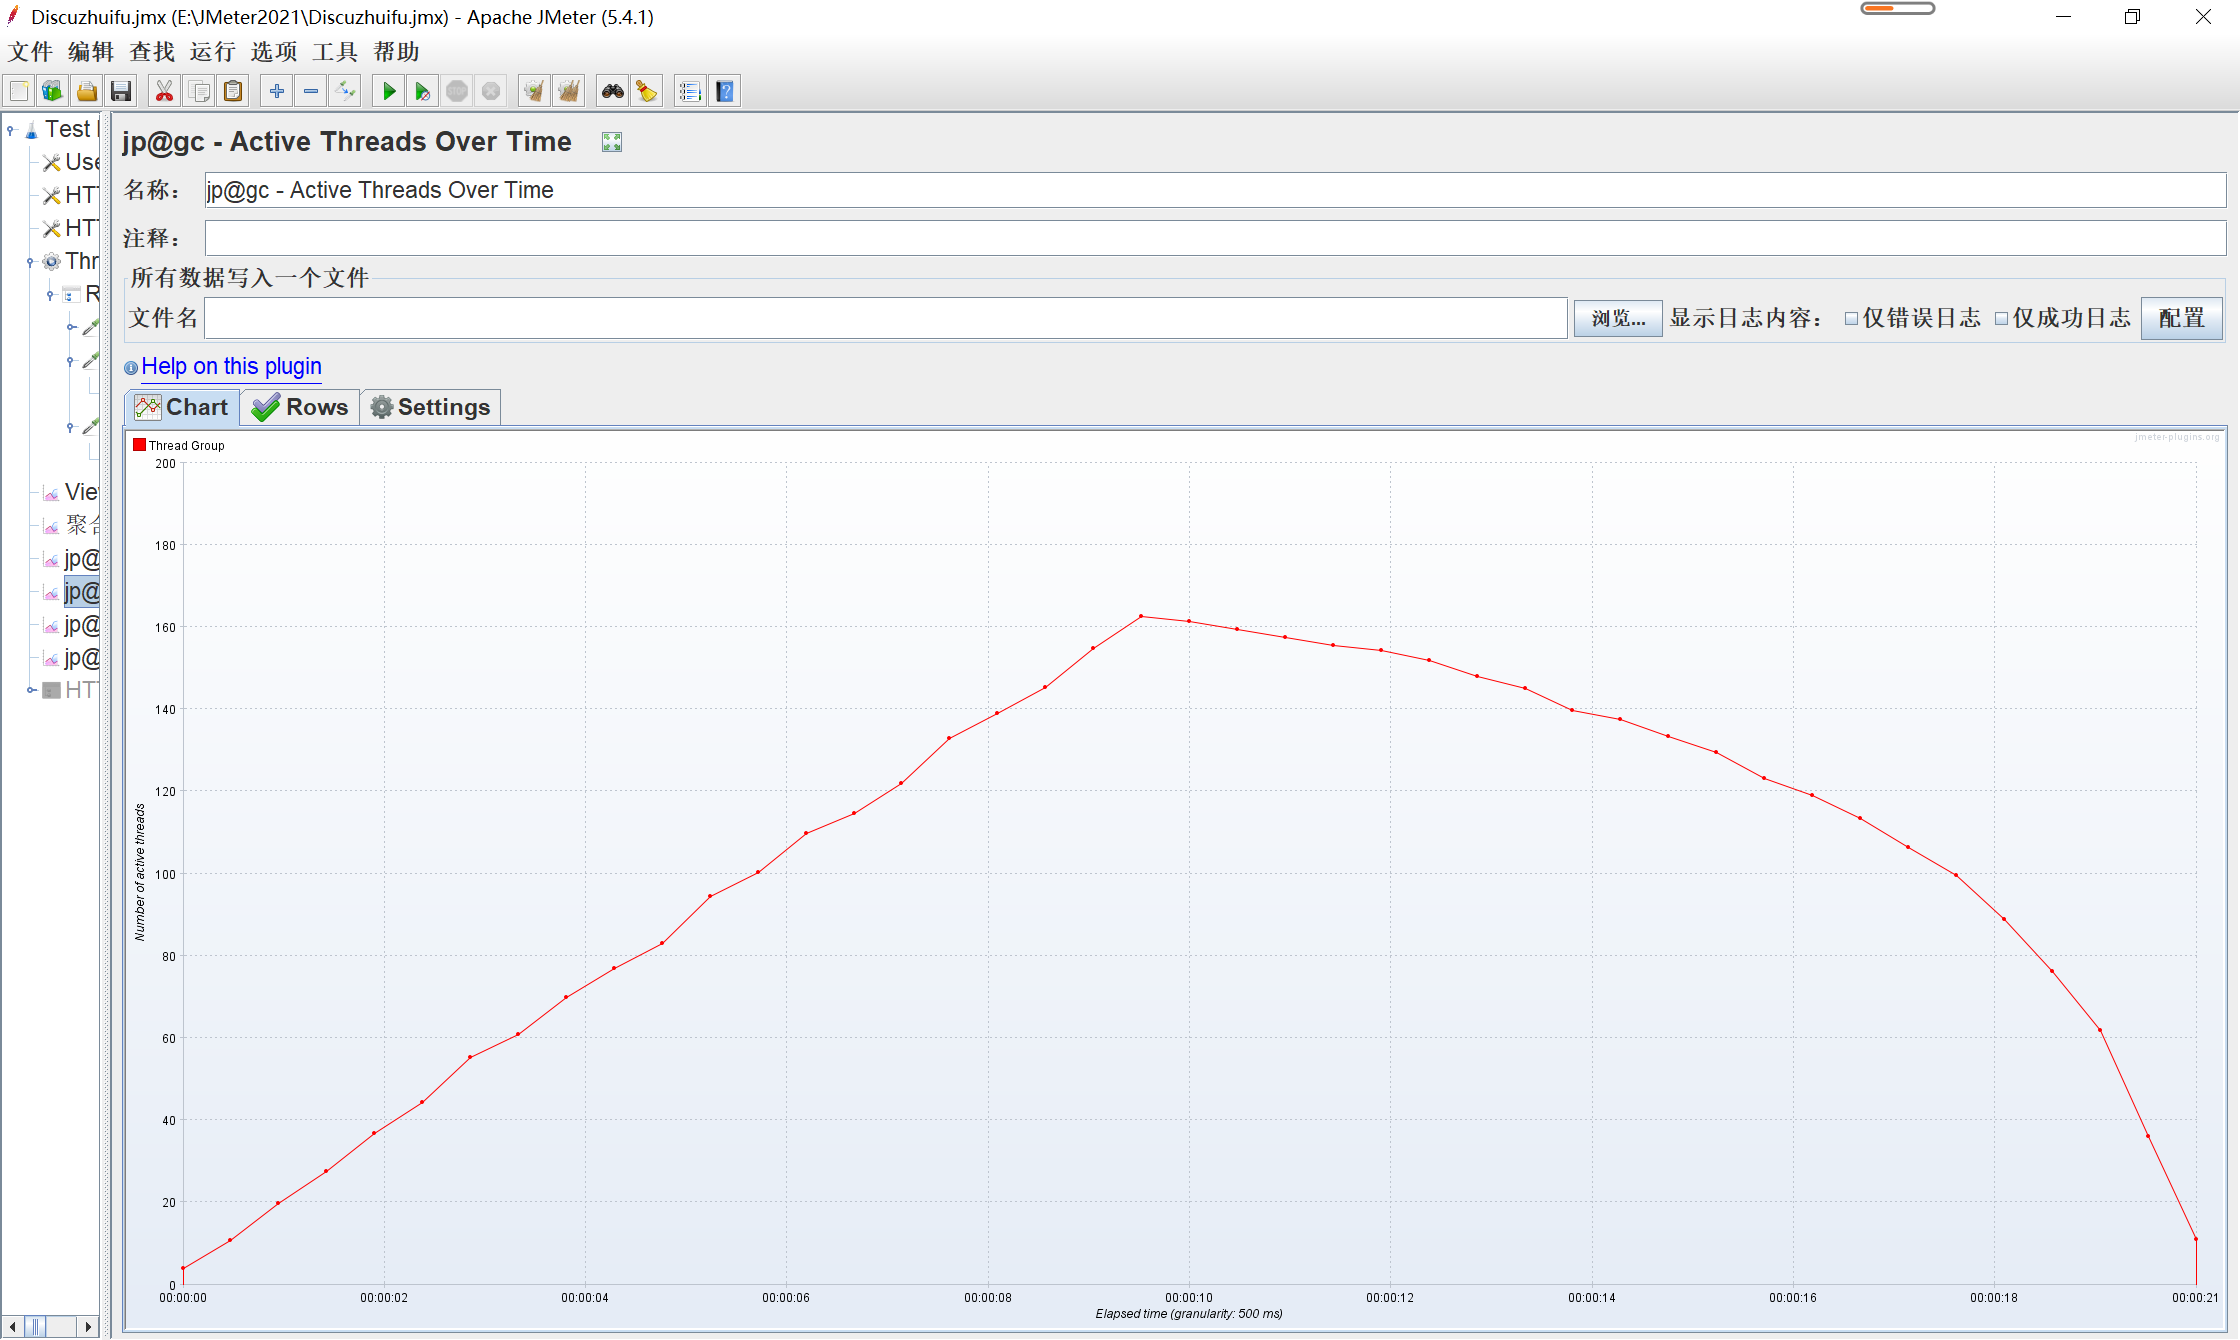 Discuzhuifu.jmx (E:\JMeter2021\Discuzhuifu.jmx) - Apache JMeter (5.4.1)
文件 编辑 查找 运行 选项 工具 帮助
Test
Use
HT
HT
Thr
R
Vie
聚合
jp@
jp@
jp@
jp@
HT
jp@gc - Active Threads Over Time
名称： jp@gc - Active Threads Over Time
注释：
所有数据写入一个文件
文件名 浏览... 显示日志内容： 仅错误日志 仅成功日志 配置
Help on this plugin
Chart Rows Settings
Thread Group
jmeter-plugins.org
200
180
160
140
120
100
80
60
40
20
0
Number of active threads
00:00:00 00:00:02 00:00:04 00:00:06 00:00:08 00:00:10 00:00:12 00:00:14 00:00:16 00:00:18 00:00:21
Elapsed time (granularity: 500 ms)